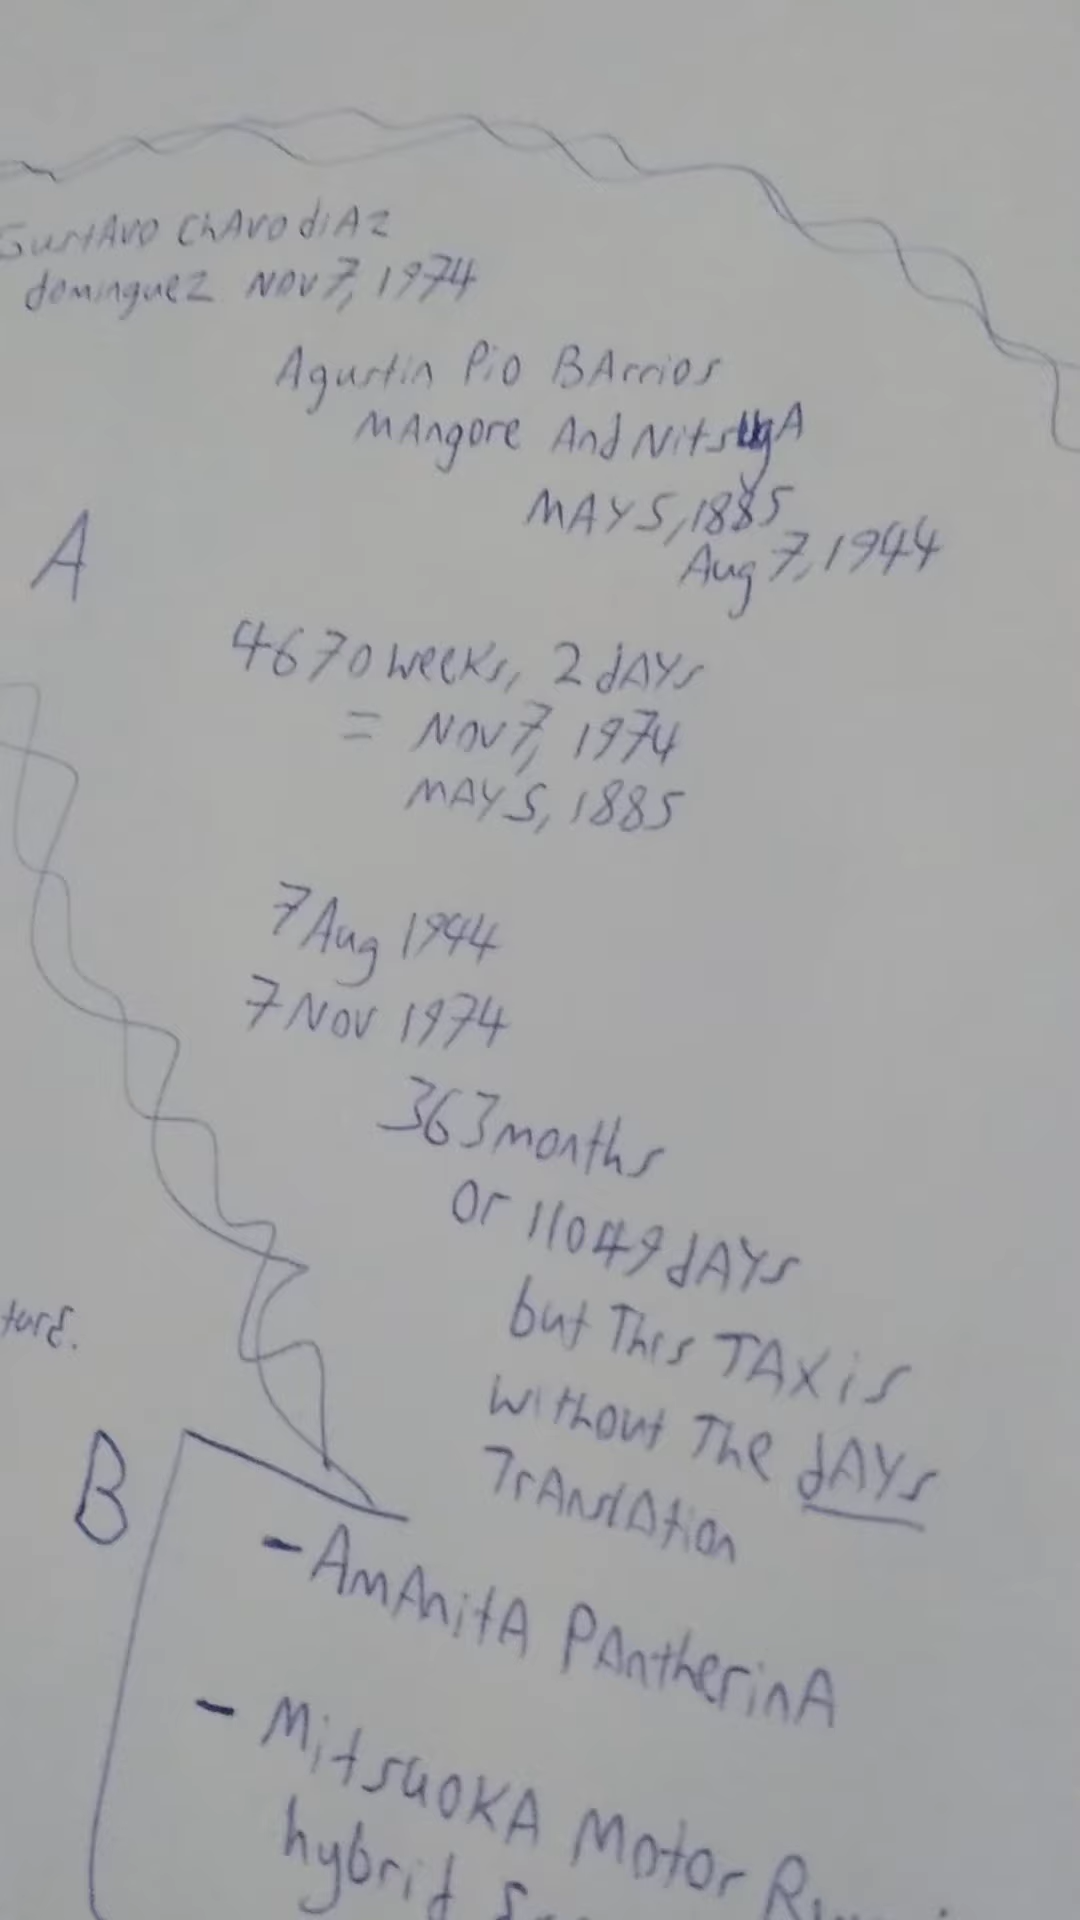 GustAvo ChAvo diAz
dominguez Nov 7, 1974
Agustin Pio BArrios
MAngore And NitsugA
MAY 5, 1885
Aug 7, 1944
A
4670 weeks, 2 dAYs
= Nov 7, 1974
MAY 5, 1885
7 Aug 1944
7 Nov 1974
363 months
or 11049 dAYs
but This TAX is
without The dAYs
TrAnslAtion
B
- AmAnitA PAntherinA
- MitsuokA Motor
hybrid